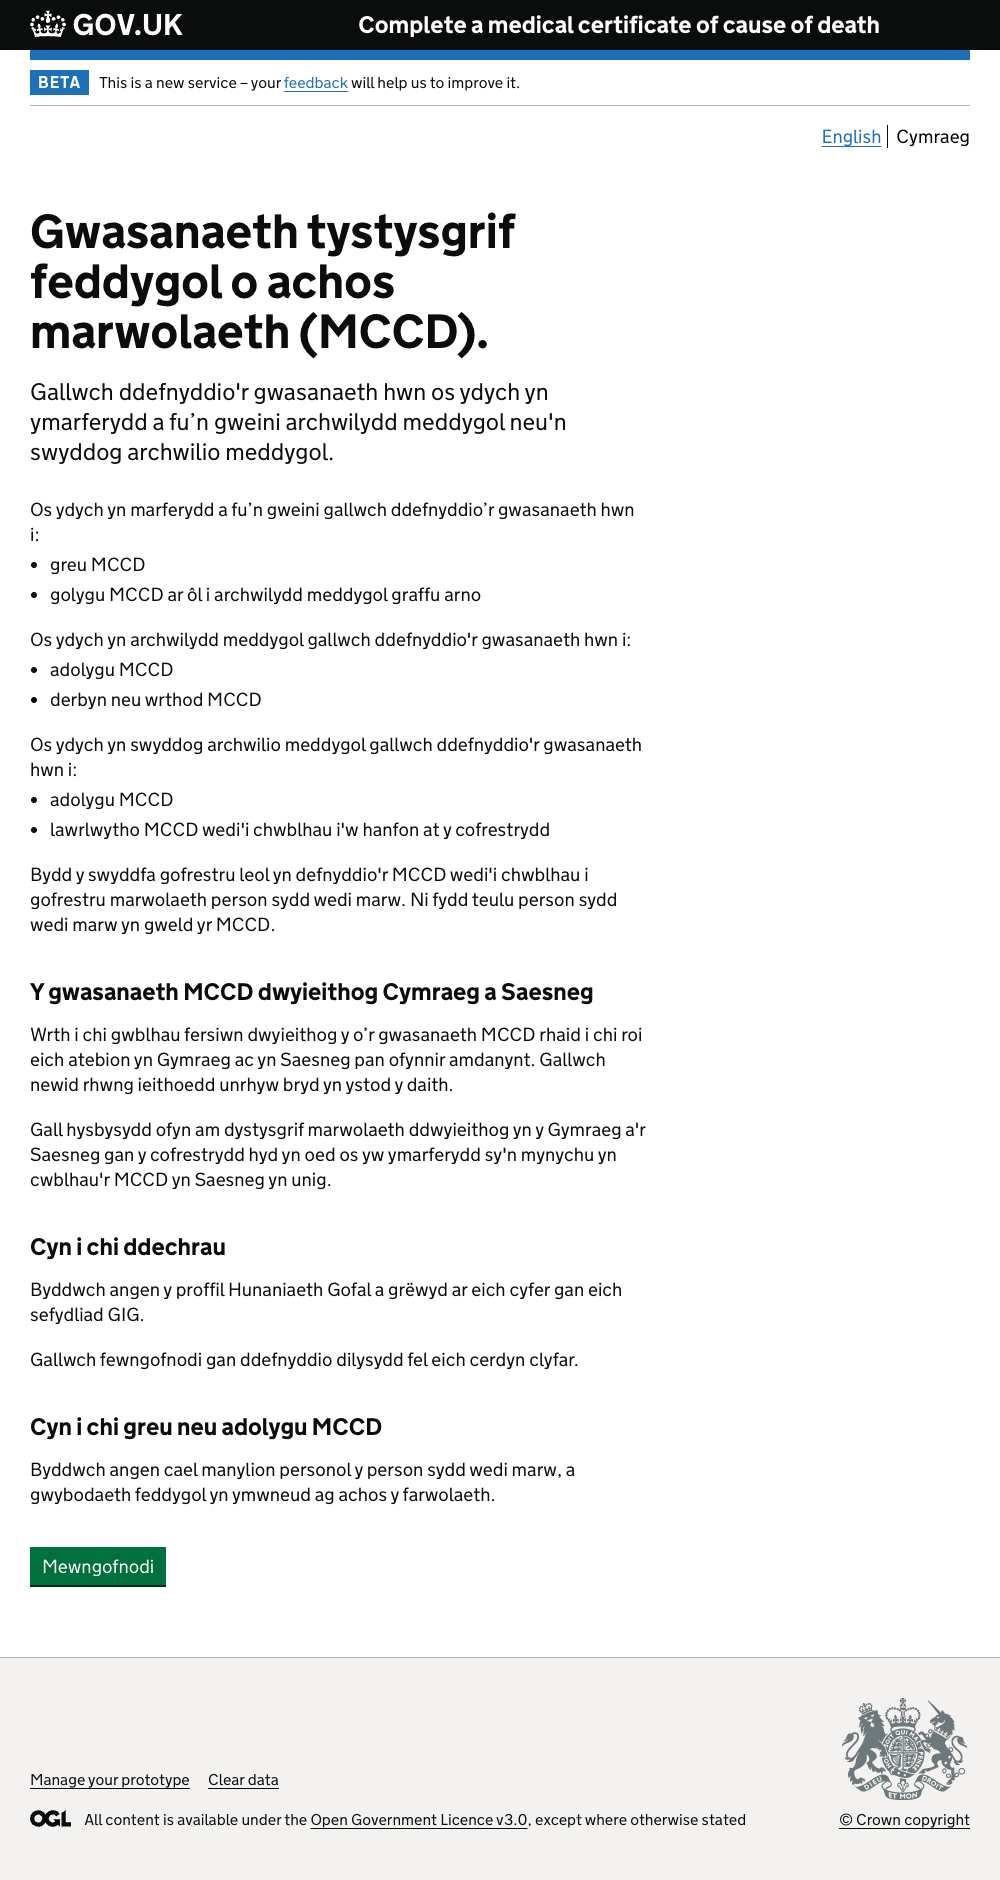 GOV.UK
Complete a medical certificate of cause of death
BETA This is a new service – your feedback will help us to improve it.
English | Cymraeg
Gwasanaeth tystysgrif
feddygol o achos
marwolaeth (MCCD).
Gallwch ddefnyddio'r gwasanaeth hwn os ydych yn
ymarferydd a fu’n gweini archwilydd meddygol neu'n
swyddog archwilio meddygol.
Os ydych yn marferydd a fu’n gweini gallwch ddefnyddio’r gwasanaeth hwn
i:
• greu MCCD
• golygu MCCD ar ôl i archwilydd meddygol graffu arno
Os ydych yn archwilydd meddygol gallwch ddefnyddio'r gwasanaeth hwn i:
• adolygu MCCD
• derbyn neu wrthod MCCD
Os ydych yn swyddog archwilio meddygol gallwch ddefnyddio'r gwasanaeth
hwn i:
• adolygu MCCD
• lawrlwytho MCCD wedi'i chwblhau i'w hanfon at y cofrestrydd
Bydd y swyddfa gofrestru leol yn defnyddio'r MCCD wedi'i chwblhau i
gofrestru marwolaeth person sydd wedi marw. Ni fydd teulu person sydd
wedi marw yn gweld yr MCCD.
Y gwasanaeth MCCD dwyieithog Cymraeg a Saesneg
Wrth i chi gwblhau fersiwn dwyieithog y o’r gwasanaeth MCCD rhaid i chi roi
eich atebion yn Gymraeg ac yn Saesneg pan ofynnir amdanynt. Gallwch
newid rhwng ieithoedd unrhyw bryd yn ystod y daith.
Gall hysbysydd ofyn am dystysgrif marwolaeth ddwyieithog yn y Gymraeg a'r
Saesneg gan y cofrestrydd hyd yn oed os yw ymarferydd sy'n mynychu yn
cwblhau'r MCCD yn Saesneg yn unig.
Cyn i chi ddechrau
Byddwch angen y proffil Hunaniaeth Gofal a grëwyd ar eich cyfer gan eich
sefydliad GIG.
Gallwch fewngofnodi gan ddefnyddio dilysydd fel eich cerdyn clyfar.
Cyn i chi greu neu adolygu MCCD
Byddwch angen cael manylion personol y person sydd wedi marw, a
gwybodaeth feddygol yn ymwneud ag achos y farwolaeth.
Mewngofnodi
Manage your prototype Clear data
OGL All content is available under the Open Government Licence v3.0, except where otherwise stated
© Crown copyright